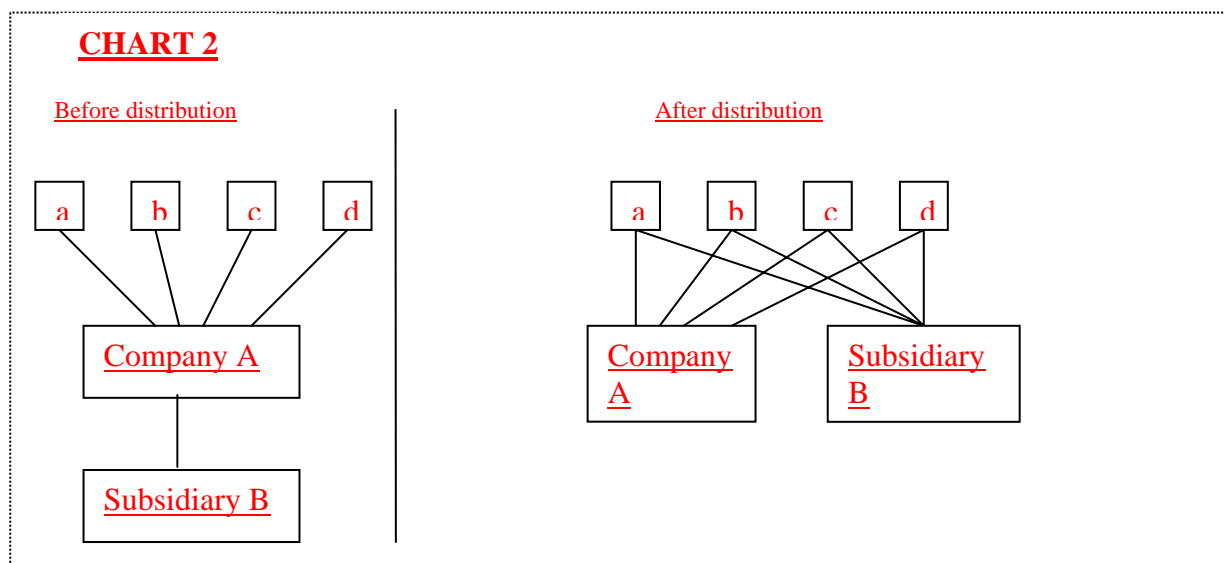 CHART 2
Before distribution
a b c d
Company A
Subsidiary B
After distribution
a b c d
Company
A
Subsidiary
B